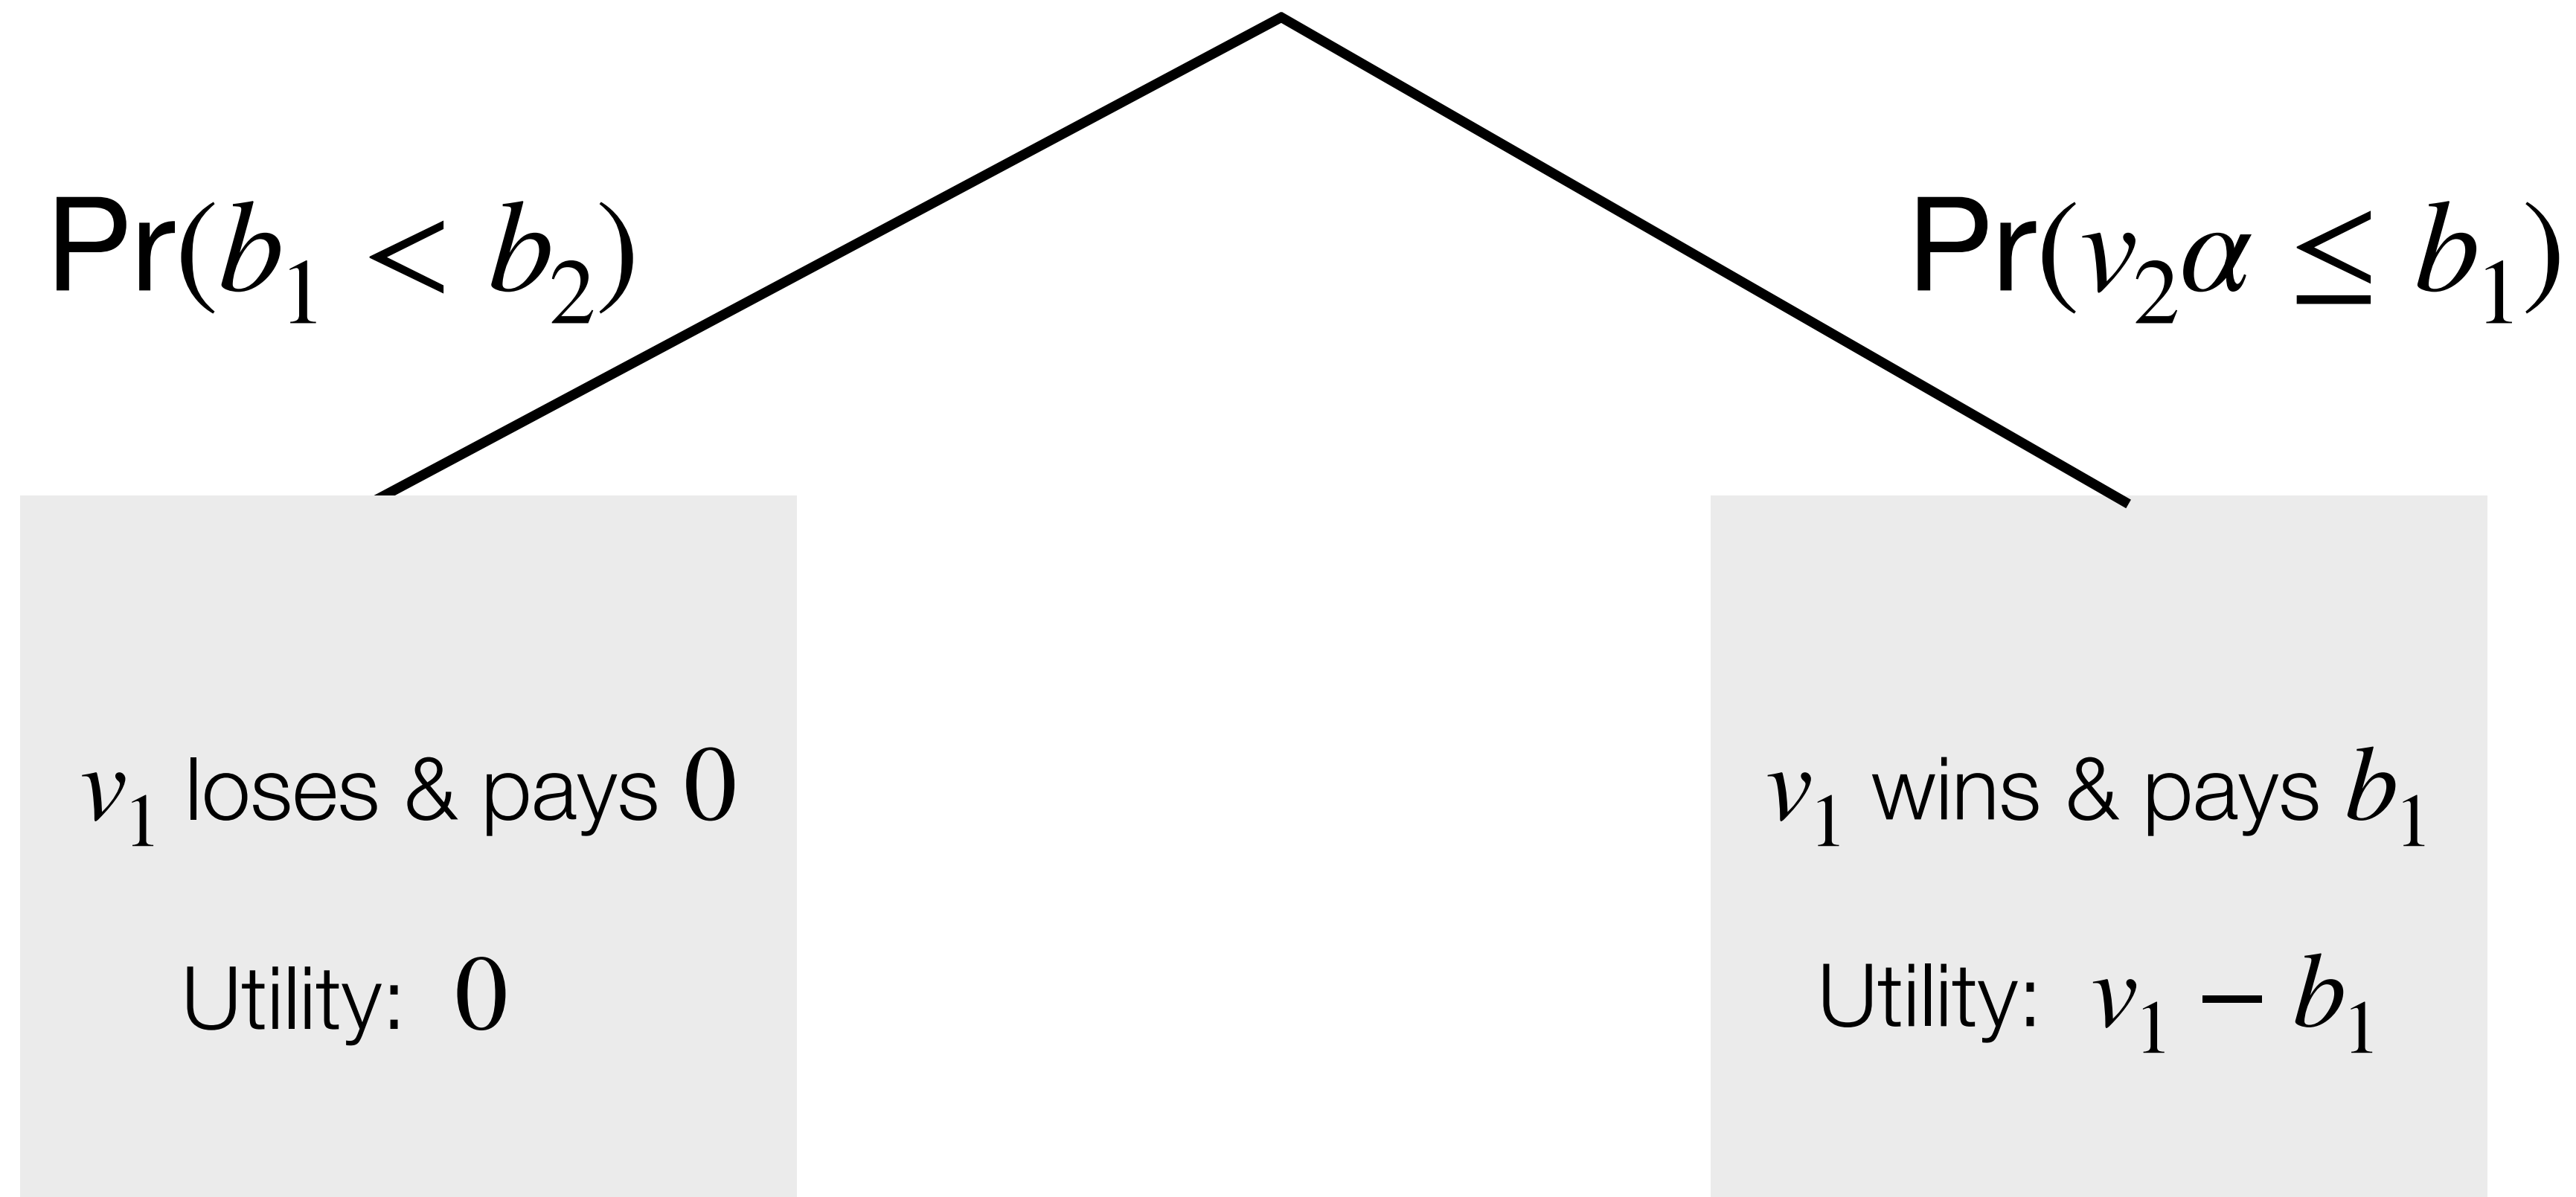 Pr(b₁ < b₂)
Pr(v₂α ≤ b₁)
v₁ loses & pays 0
Utility: 0
v₁ wins & pays b₁
Utility: v₁ − b₁